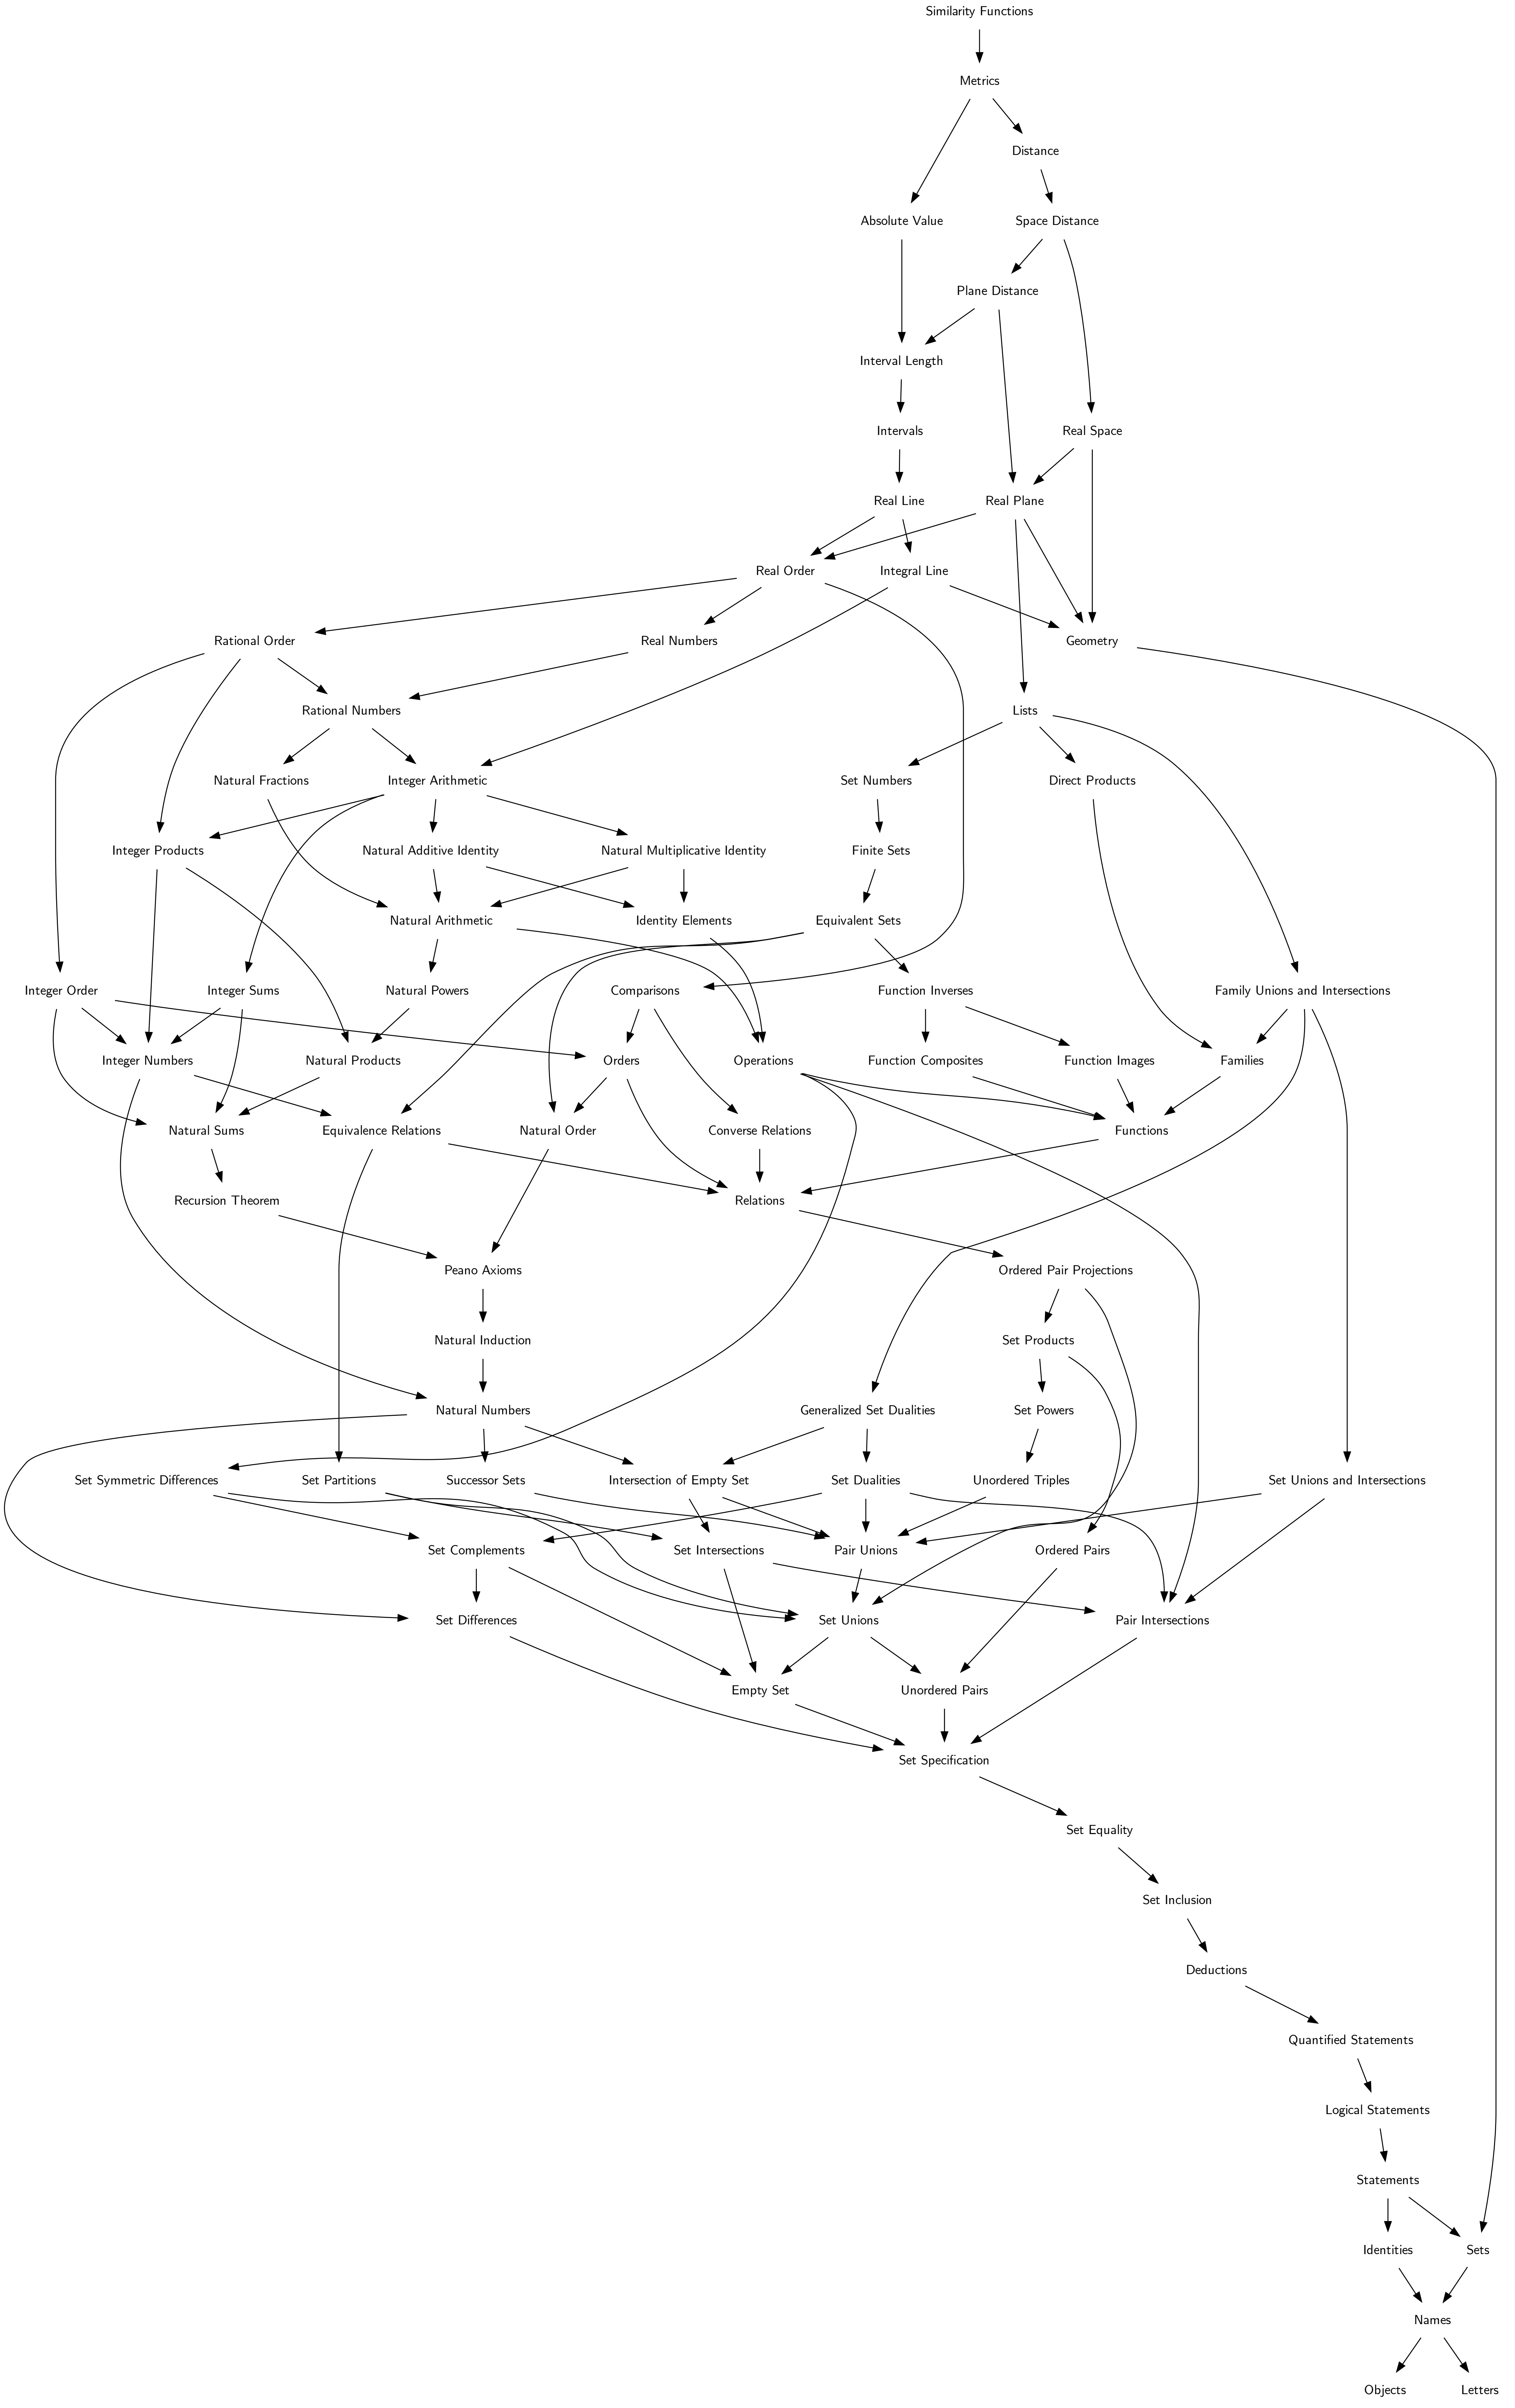 Similarity Functions
Metrics
Distance
Absolute Value
Space Distance
Plane Distance
Interval Length
Intervals
Real Space
Real Line
Real Plane
Real Order
Integral Line
Rational Order
Real Numbers
Geometry
Rational Numbers
Lists
Natural Fractions
Integer Arithmetic
Set Numbers
Direct Products
Integer Products
Natural Additive Identity
Natural Multiplicative Identity
Finite Sets
Natural Arithmetic
Identity Elements
Equivalent Sets
Integer Order
Integer Sums
Natural Powers
Comparisons
Function Inverses
Family Unions and Intersections
Integer Numbers
Natural Products
Orders
Operations
Function Composites
Function Images
Families
Natural Sums
Equivalence Relations
Natural Order
Converse Relations
Functions
Recursion Theorem
Relations
Peano Axioms
Ordered Pair Projections
Natural Induction
Set Products
Natural Numbers
Generalized Set Dualities
Set Powers
Set Symmetric Differences
Set Partitions
Successor Sets
Intersection of Empty Set
Set Dualities
Unordered Triples
Set Unions and Intersections
Set Complements
Set Intersections
Pair Unions
Ordered Pairs
Set Differences
Set Unions
Pair Intersections
Empty Set
Unordered Pairs
Set Specification
Set Equality
Set Inclusion
Deductions
Quantified Statements
Logical Statements
Statements
Identities
Sets
Names
Objects
Letters